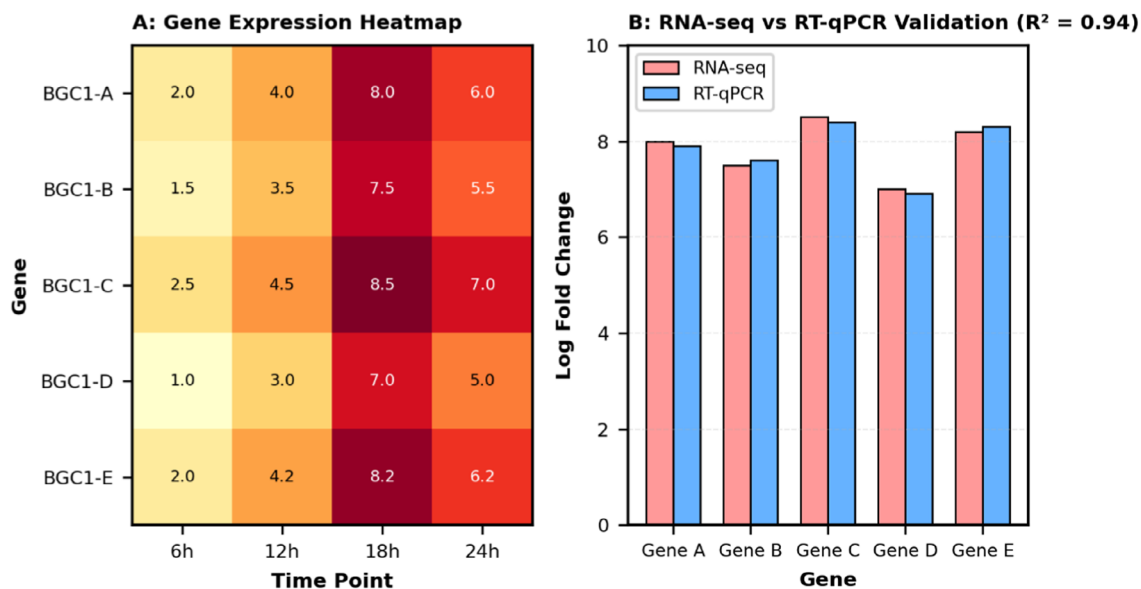 A: Gene Expression Heatmap
Gene
BGC1-A 2.0 4.0 8.0 6.0
BGC1-B 1.5 3.5 7.5 5.5
BGC1-C 2.5 4.5 8.5 7.0
BGC1-D 1.0 3.0 7.0 5.0
BGC1-E 2.0 4.2 8.2 6.2
6h 12h 18h 24h
Time Point
B: RNA-seq vs RT-qPCR Validation (R² = 0.94)
RNA-seq
RT-qPCR
Log Fold Change
10
8
6
4
2
0
Gene A Gene B Gene C Gene D Gene E
Gene